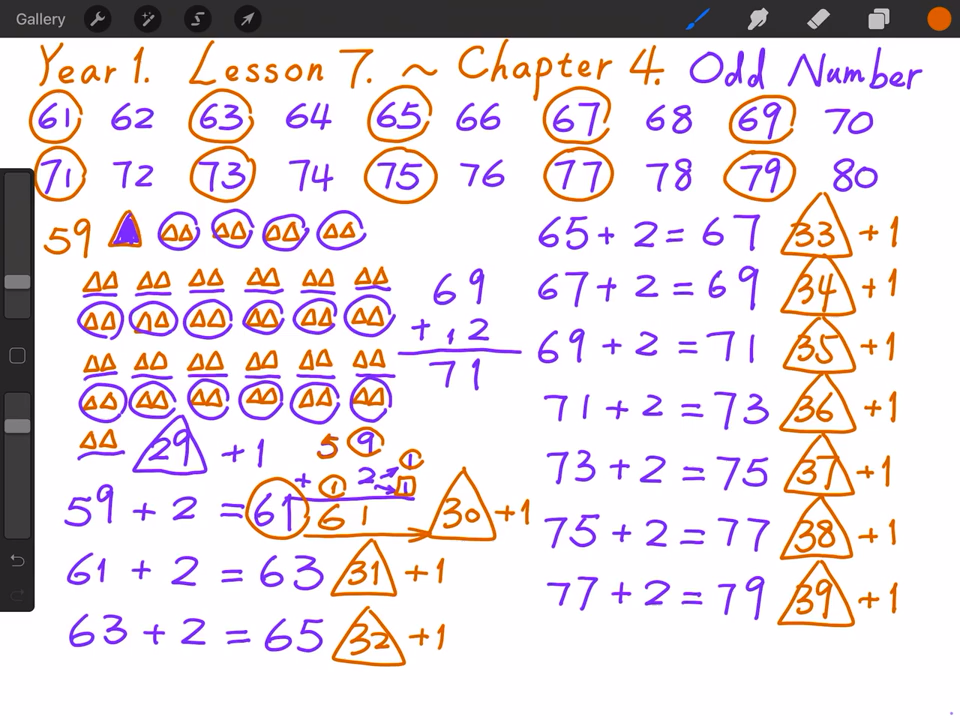 Gallery
Year 1. Lesson 7. ~ Chapter 4. Odd Number
61 62 63 64 65 66 67 68 69 70
71 72 73 74 75 76 77 78 79 80
59
29 + 1
59 + 2 = 61
61 + 2 = 63 31 + 1
63 + 2 = 65 32 + 1
5 9 1
+ 1 2 1
61 30 + 1
69
+ 1 2
71
65 + 2 = 67 33 + 1
67 + 2 = 69 34 + 1
69 + 2 = 71 35 + 1
71 + 2 = 73 36 + 1
73 + 2 = 75 37 + 1
75 + 2 = 77 38 + 1
77 + 2 = 79 39 + 1